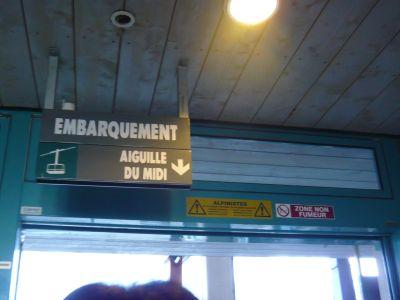 EMBARQUEMENT
AIGUILLE
DU MIDI
ALPINISTES
ZONE NON
FUMEUR